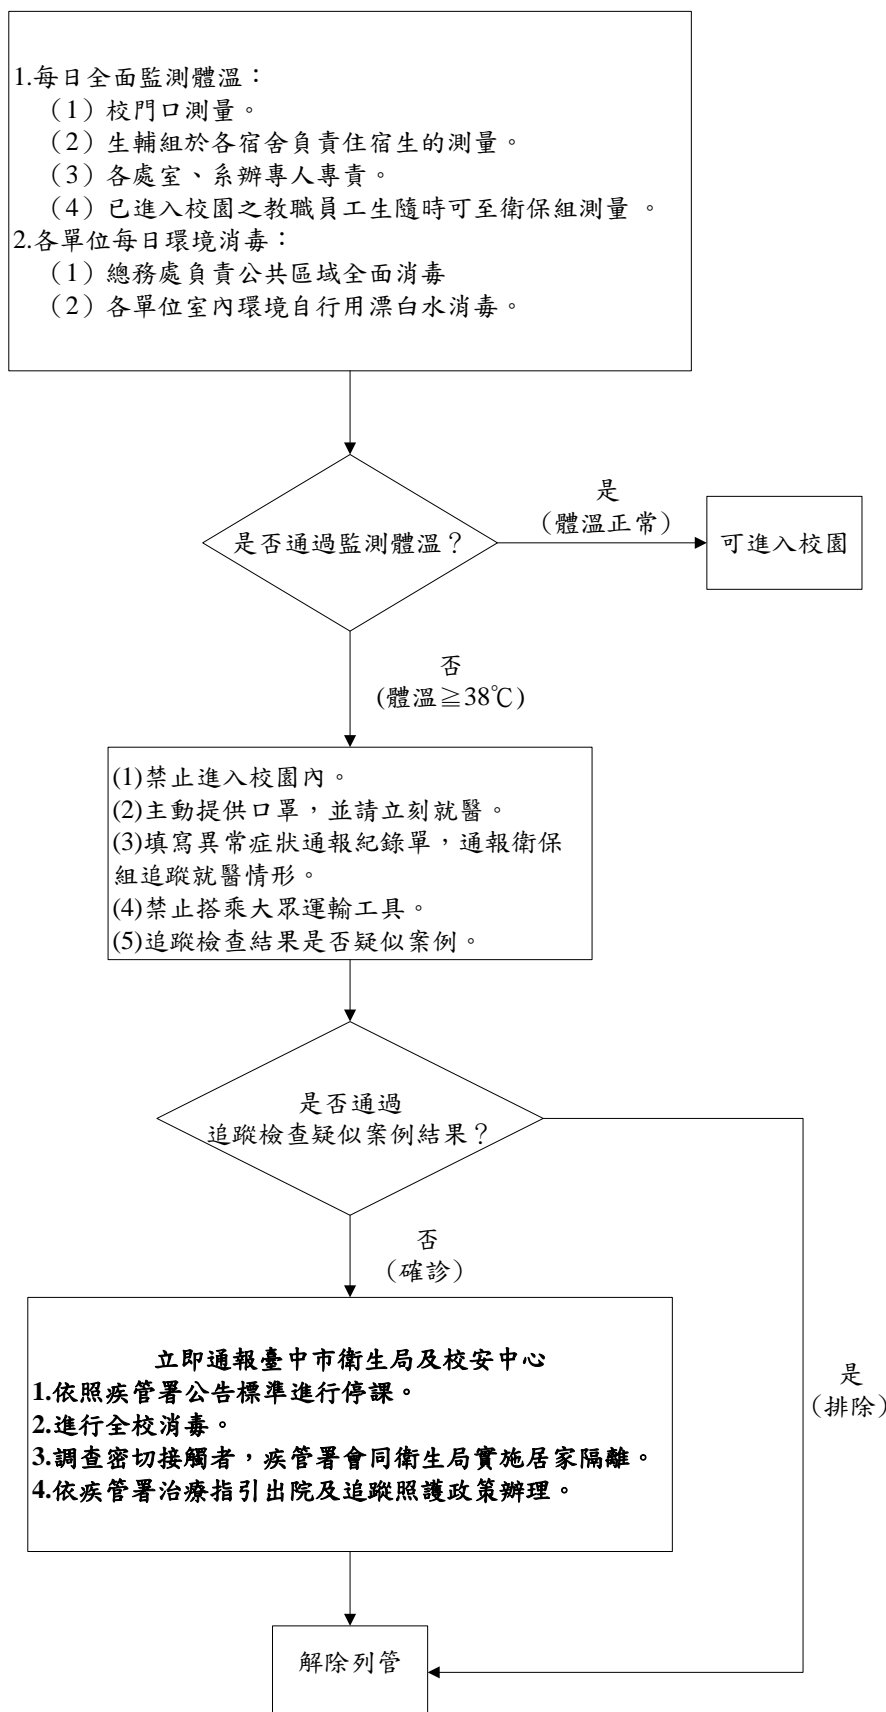 1.每日全面監測體溫：
（1）校門口測量。
（2）生輔組於各宿舍負責住宿生的測量。
（3）各處室、系辦專人專責。
（4）已進入校園之教職員工生隨時可至衛保組測量 。
2.各單位每日環境消毒：
（1）總務處負責公共區域全面消毒
（2）各單位室內環境自行用漂白水消毒。
是否通過監測體溫？
是
（體溫正常）
可進入校園
否
(體溫≧38℃)
(1)禁止進入校園內。
(2)主動提供口罩，並請立刻就醫。
(3)填寫異常症狀通報紀錄單，通報衛保
組追蹤就醫情形。
(4)禁止搭乘大眾運輸工具。
(5)追蹤檢查結果是否疑似案例。
是否通過
追蹤檢查疑似案例結果？
否
（確診）
立即通報臺中市衛生局及校安中心
1.依照疾管署公告標準進行停課。
2.進行全校消毒。
3.調查密切接觸者，疾管署會同衛生局實施居家隔離。
4.依疾管署治療指引出院及追蹤照護政策辦理。
是
（排除）
解除列管